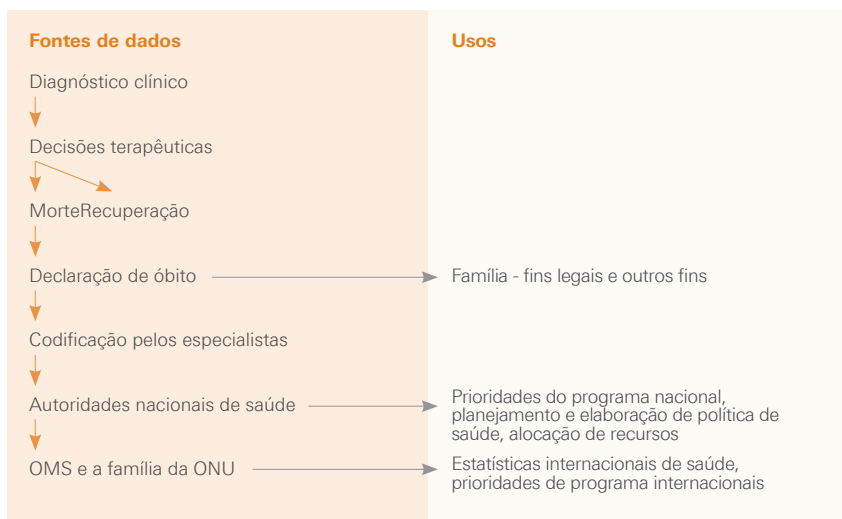 Fontes de dados
Usos
Diagnóstico clínico
Decisões terapêuticas
MorteRecuperação
Declaração de óbito
Família - fins legais e outros fins
Codificação pelos especialistas
Autoridades nacionais de saúde
Prioridades do programa nacional,
planejamento e elaboração de política de
saúde, alocação de recursos
OMS e a família da ONU
Estatísticas internacionais de saúde,
prioridades de programa internacionais